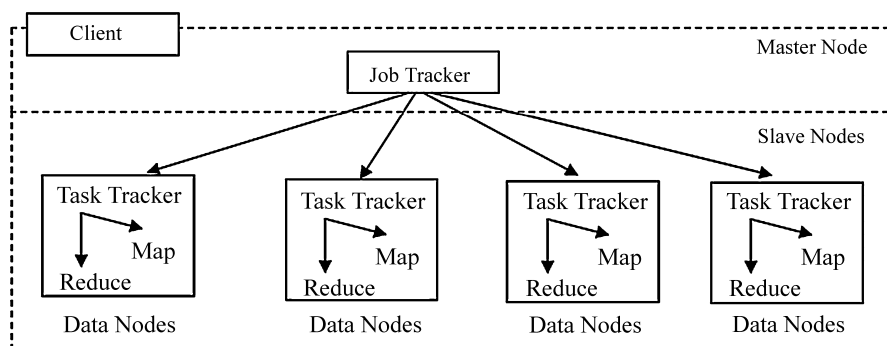 Client
Master Node
Job Tracker
Slave Nodes
Task Tracker
Map
Reduce
Data Nodes
Task Tracker
Map
Reduce
Data Nodes
Task Tracker
Map
Reduce
Data Nodes
Task Tracker
Map
Reduce
Data Nodes